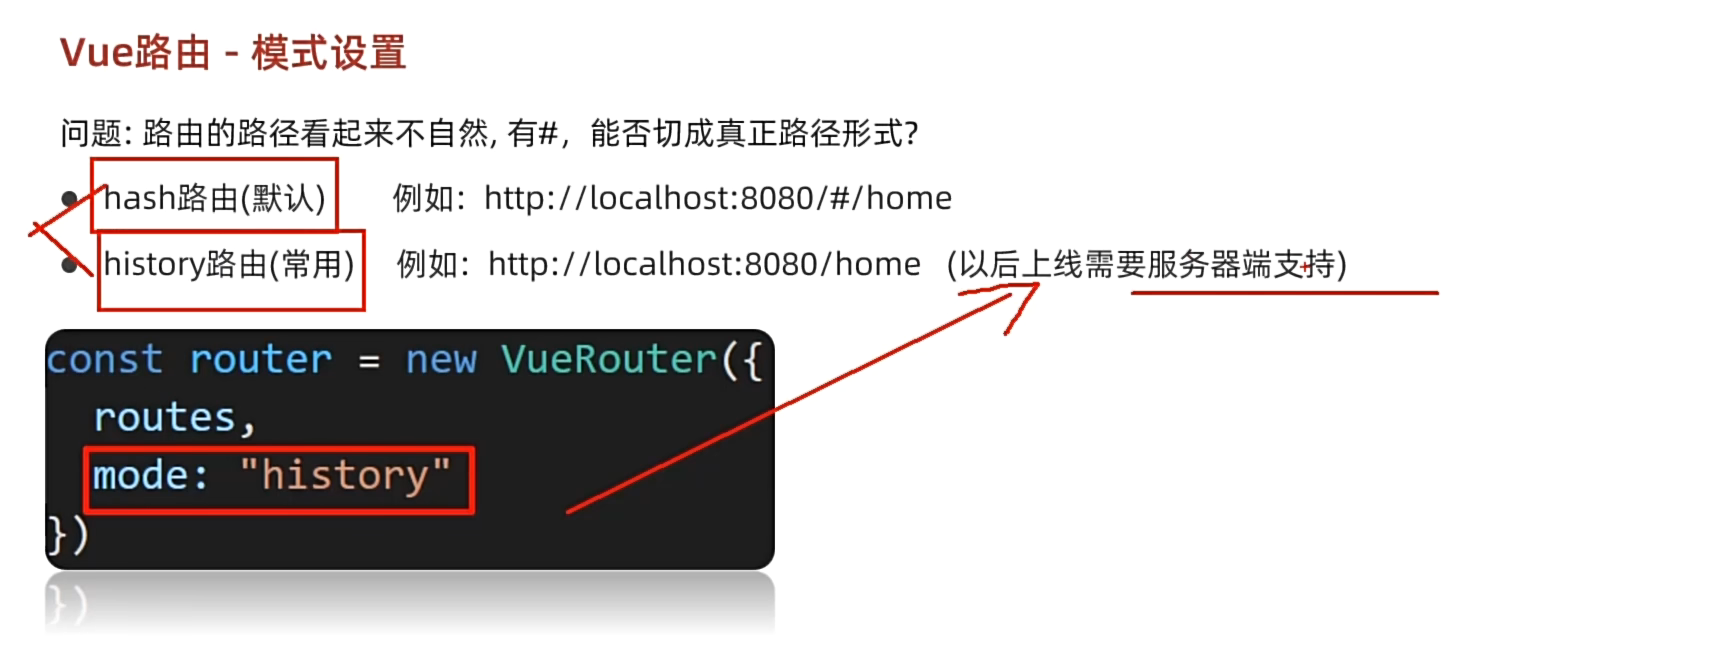 Vue路由 - 模式设置
问题: 路由的路径看起来不自然, 有#，能否切成真正路径形式?
hash路由(默认) 例如：http://localhost:8080/#/home
history路由(常用) 例如：http://localhost:8080/home (以后上线需要服务器端支持)
const router = new VueRouter({
routes,
mode: "history"
})
})